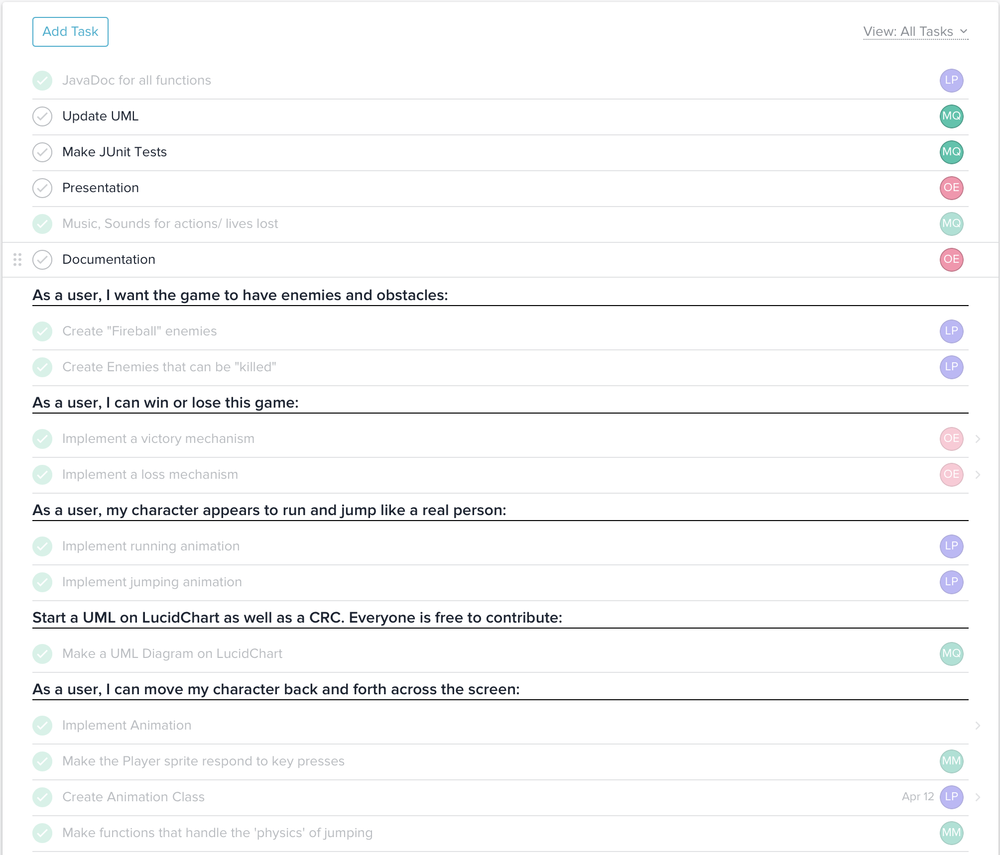 Add Task
View: All Tasks
JavaDoc for all functions LP
Update UML MQ
Make JUnit Tests MQ
Presentation OE
Music, Sounds for actions/ lives lost MQ
Documentation OE
As a user, I want the game to have enemies and obstacles:
Create "Fireball" enemies LP
Create Enemies that can be "killed" LP
As a user, I can win or lose this game:
Implement a victory mechanism OE
Implement a loss mechanism OE
As a user, my character appears to run and jump like a real person:
Implement running animation LP
Implement jumping animation LP
Start a UML on LucidChart as well as a CRC. Everyone is free to contribute:
Make a UML Diagram on LucidChart MQ
As a user, I can move my character back and forth across the screen:
Implement Animation
Make the Player sprite respond to key presses MM
Create Animation Class Apr 12 LP
Make functions that handle the 'physics' of jumping MM